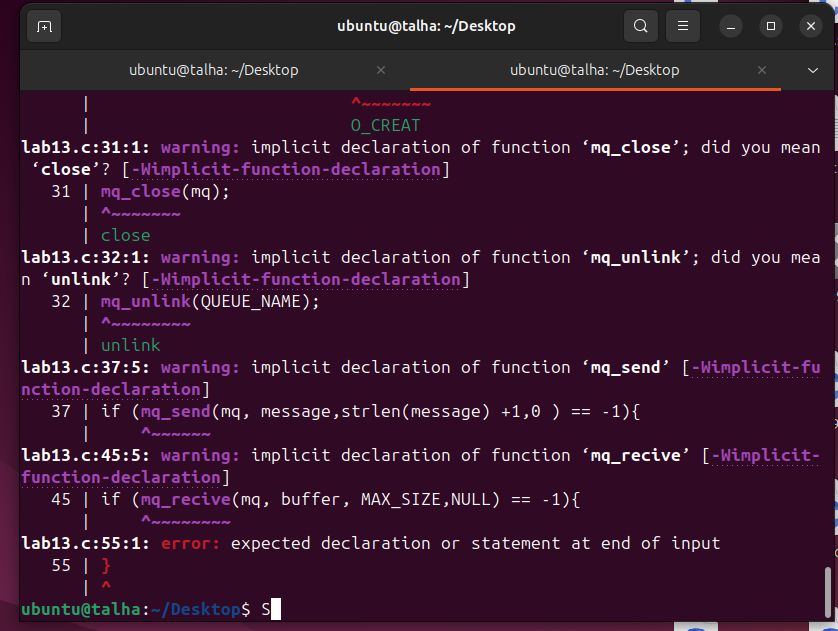 ubuntu@talha: ~/Desktop
ubuntu@talha: ~/Desktop
ubuntu@talha: ~/Desktop
| ^~~~~~~~
| O_CREAT
lab13.c:31:1: warning: implicit declaration of function ‘mq_close’; did you mean
‘close’? [-Wimplicit-function-declaration]
31 | mq_close(mq);
| ^~~~~~~~
| close
lab13.c:32:1: warning: implicit declaration of function ‘mq_unlink’; did you mea
n ‘unlink’? [-Wimplicit-function-declaration]
32 | mq_unlink(QUEUE_NAME);
| ^~~~~~~~~
| unlink
lab13.c:37:5: warning: implicit declaration of function ‘mq_send’ [-Wimplicit-fu
nction-declaration]
37 | if (mq_send(mq, message,strlen(message) +1,0 ) == -1){
| ^~~~~~~
lab13.c:45:5: warning: implicit declaration of function ‘mq_recive’ [-Wimplicit-
function-declaration]
45 | if (mq_recive(mq, buffer, MAX_SIZE,NULL) == -1){
| ^~~~~~~~~
lab13.c:55:1: error: expected declaration or statement at end of input
55 | }
| ^
ubuntu@talha:~/Desktop$ S